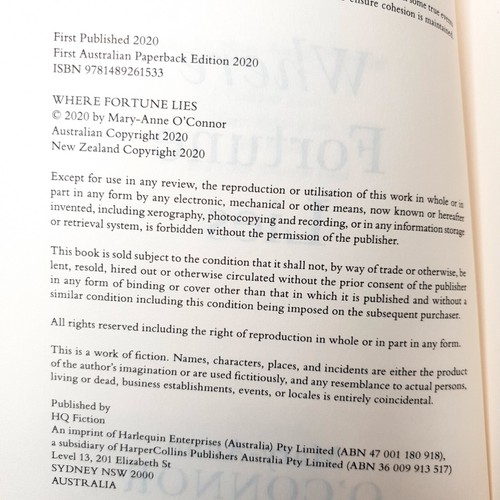 some true events
ensure cohesion is maintained.
First Published 2020
First Australian Paperback Edition 2020
ISBN 9781489261533
WHERE FORTUNE LIES
© 2020 by Mary-Anne O'Connor
Australian Copyright 2020
New Zealand Copyright 2020
Except for use in any review, the reproduction or utilisation of this work in whole or in
part in any form by any electronic, mechanical or other means, now known or hereafter
invented, including xerography, photocopying and recording, or in any information storage
or retrieval system, is forbidden without the permission of the publisher.
This book is sold subject to the condition that it shall not, by way of trade or otherwise, be
lent, resold, hired out or otherwise circulated without the prior consent of the publisher
in any form of binding or cover other than that in which it is published and without a
similar condition including this condition being imposed on the subsequent purchaser.
All rights reserved including the right of reproduction in whole or in part in any form.
This is a work of fiction. Names, characters, places, and incidents are either the product
of the author's imagination or are used fictitiously, and any resemblance to actual persons,
living or dead, business establishments, events, or locales is entirely coincidental.
Published by
HQ Fiction
An imprint of Harlequin Enterprises (Australia) Pty Limited (ABN 47 001 180 918),
a subsidiary of HarperCollins Publishers Australia Pty Limited (ABN 36 009 913 517)
Level 13, 201 Elizabeth St
SYDNEY NSW 2000
AUSTRALIA